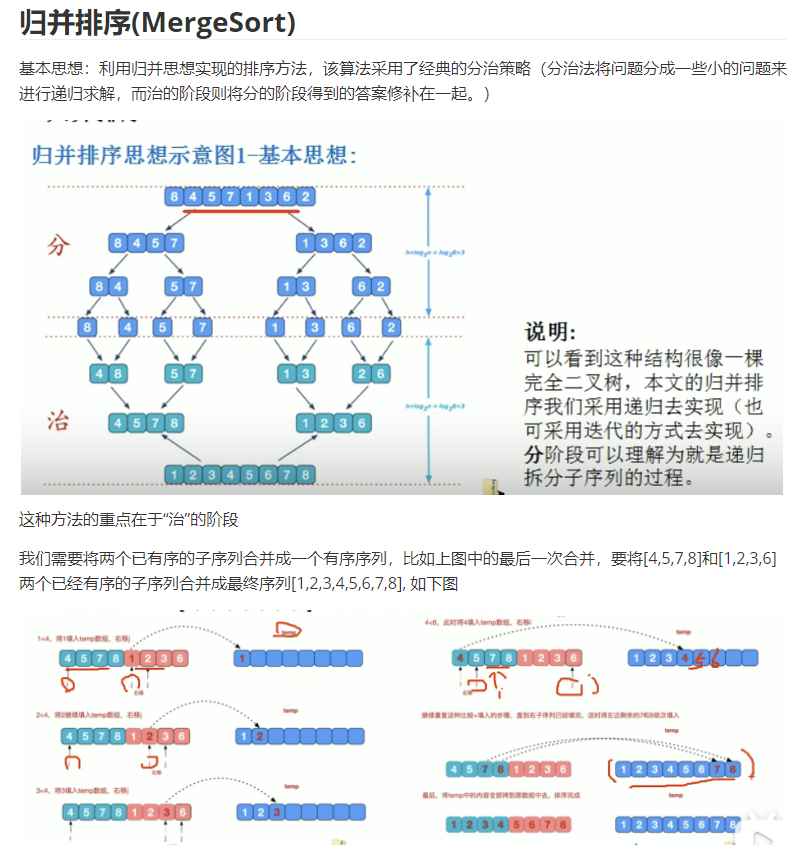 归并排序(MergeSort)
基本思想：利用归并思想实现的排序方法，该算法采用了经典的分治策略（分治法将问题分成一些小的问题来
进行递归求解，而治的阶段则将分的阶段得到的答案修补在一起。）
归并排序思想示意图1-基本思想：
8 4 5 7 1 3 6 2
分
8 4 5 7 1 3 6 2
8 4 5 7 1 3 6 2
8 4 5 7 1 3 6 2
4 8 5 7 1 3 2 6
治
4 5 7 8 1 2 3 6
1 2 3 4 5 6 7 8
说明:
可以看到这种结构很像一棵
完全二叉树，本文的归并排
序我们采用递归去实现（也
可采用迭代的方式去实现）。
分阶段可以理解为就是递归
拆分子序列的过程。
这种方法的重点在于“治”的阶段
我们需要将两个已有序的子序列合并成一个有序序列，比如上图中的最后一次合并，要将[4,5,7,8]和[1,2,3,6]
两个已经有序的子序列合并成最终序列[1,2,3,4,5,6,7,8], 如下图
1<4，将1填入temp数组，右移j
4 5 7 8 1 2 3 6
1
右移
2<4，将2继续填入temp数组，右移j
temp
4 5 7 8 1 2 3 6
1 2
右移
3<4，将3填入temp数组，右移j
temp
4 5 7 8 1 2 3 6
1 2 3
4<6，此时将4填入temp数组，右移i
temp
4 5 7 8 1 2 3 6
1 2 3 4 5 6
右移
继续重复这种比较+填入的步骤，直到右子序列已经填完，这时将左边剩余的7和8依次填入
temp
4 5 7 8 1 2 3 6
1 2 3 4 5 6 7 8
最后，将temp中的内容全部拷到原数组中去，排序完成
temp
1 2 3 4 5 6 7 8
1 2 3 4 5 6 7 8